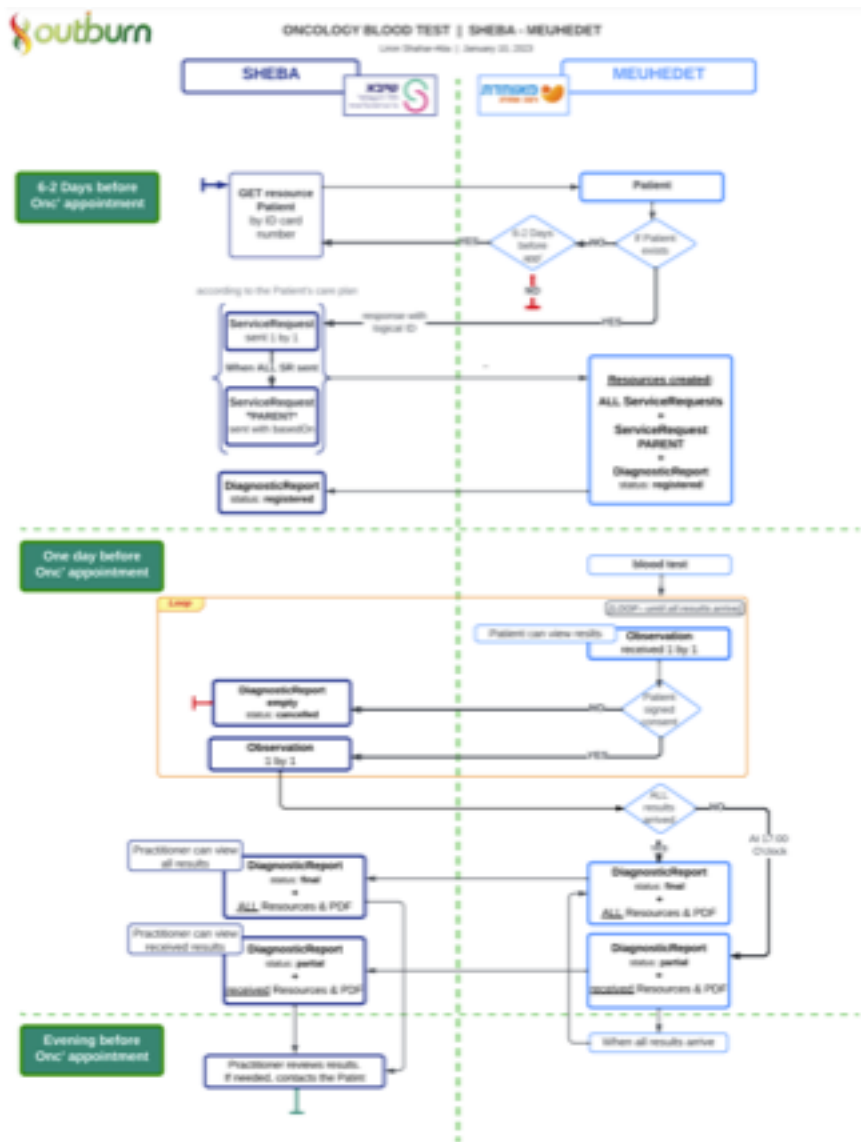 outburn
ONCOLOGY BLOOD TEST | SHEBA - MEUHEDET
January 10, 2023
SHEBA
MEUHEDET
שיבא
מאוחדת
6-2 Days before
Onc' appointment
GET resource
Patient
by ID card
number
Patient
6-2 Days
before
app'
If Patient
exists
YES
NO
NO
according to the Patient's care plan
ServiceRequest
sent 1 by 1
response with
logical ID
YES
When ALL SR sent
ServiceRequest
"PARENT"
sent with basedOn
Resources created:
ALL ServiceRequests
+
ServiceRequest
PARENT
+
DiagnosticReport
status: registered
DiagnosticReport
status: registered
One day before
Onc' appointment
blood test
Loop
LOOP - until all results arrive
Patient can view reslts
Observation
received 1 by 1
DiagnosticReport
empty
status: cancelled
NO
Patient
signed
consent
Observation
1 by 1
YES
ALL
results
arrived
NO
At 17:00
O'clock
Yes
Practitioner can view
all results
DiagnosticReport
status: final
+
ALL Resources & PDF
DiagnosticReport
status: final
+
ALL Resources & PDF
Practitioner can view
received results
DiagnosticReport
status: partial
+
received Resources & PDF
DiagnosticReport
status: partial
+
received Resources & PDF
Evening before
Onc' appointment
When all results arrive
Practitioner reviews results.
If needed, contacts the Patint